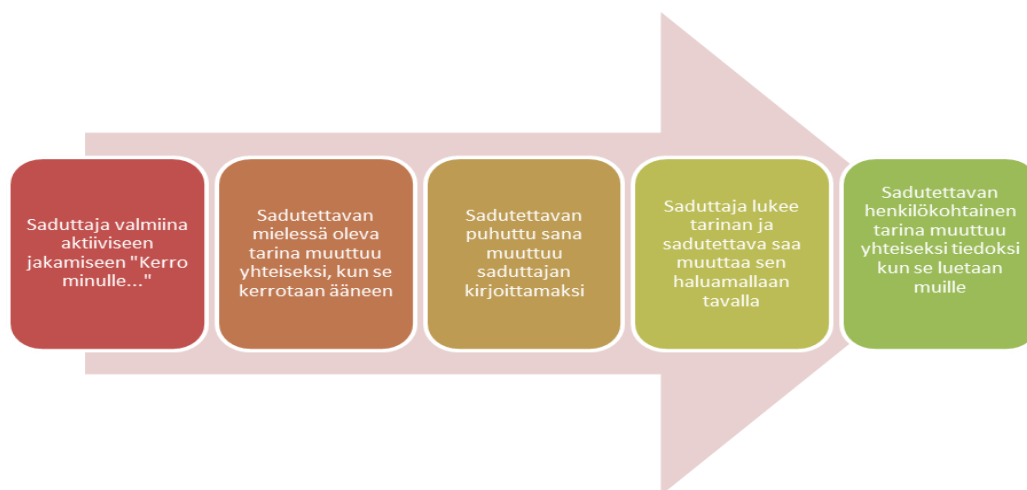 Saduttaja valmiina
aktiiviseen
jakamiseen "Kerro
minulle..."
Sadutettavan
mielessä oleva
tarina muuttuu
yhteiseksi, kun se
kerrotaan ääneen
Sadutettavan
puhuttu sana
muuttuu
saduttajan
kirjoittamaksi
Saduttaja lukee
tarinan ja
sadutettava saa
muuttaa sen
haluamallaan
tavalla
Sadutettavan
henkilökohtainen
tarina muuttuu
yhteiseksi tiedoksi
kun se luetaan
muille